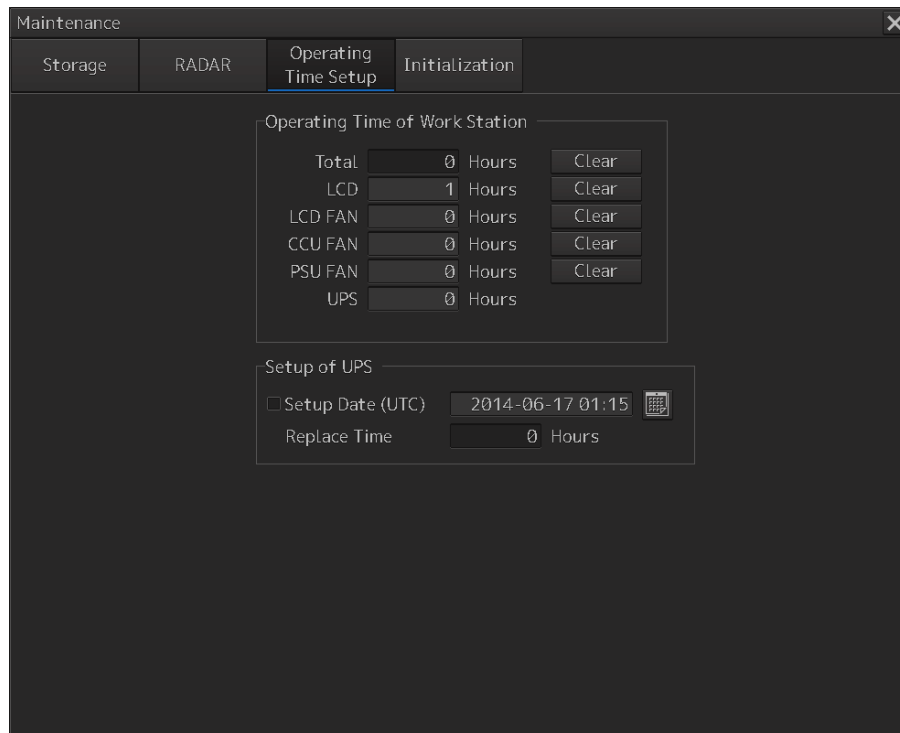 Maintenance
Storage RADAR Operating Time Setup Initialization
Operating Time of Work Station
Total 0 Hours Clear
LCD 1 Hours Clear
LCD FAN 0 Hours Clear
CCU FAN 0 Hours Clear
PSU FAN 0 Hours Clear
UPS 0 Hours
Setup of UPS
Setup Date (UTC) 2014-06-17 01:15
Replace Time 0 Hours